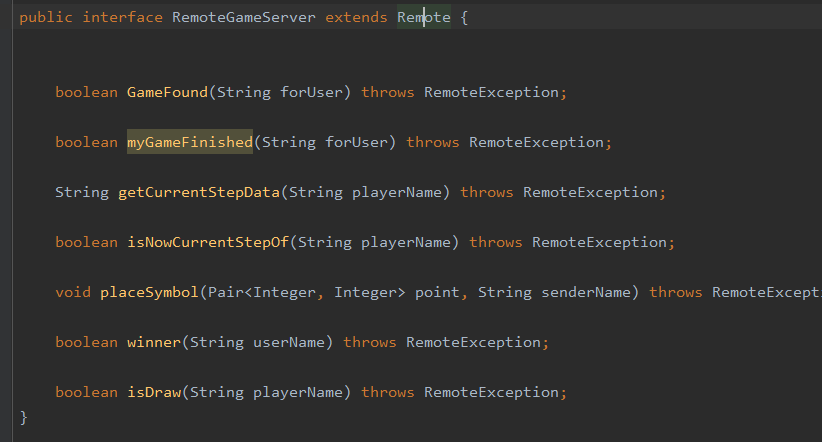 public interface RemoteGameServer extends Remote {
boolean GameFound(String forUser) throws RemoteException;
boolean myGameFinished(String forUser) throws RemoteException;
String getCurrentStepData(String playerName) throws RemoteException;
boolean isNowCurrentStepOf(String playerName) throws RemoteException;
void placeSymbol(Pair<Integer, Integer> point, String senderName) throws RemoteExcept
boolean winner(String userName) throws RemoteException;
boolean isDraw(String playerName) throws RemoteException;
}